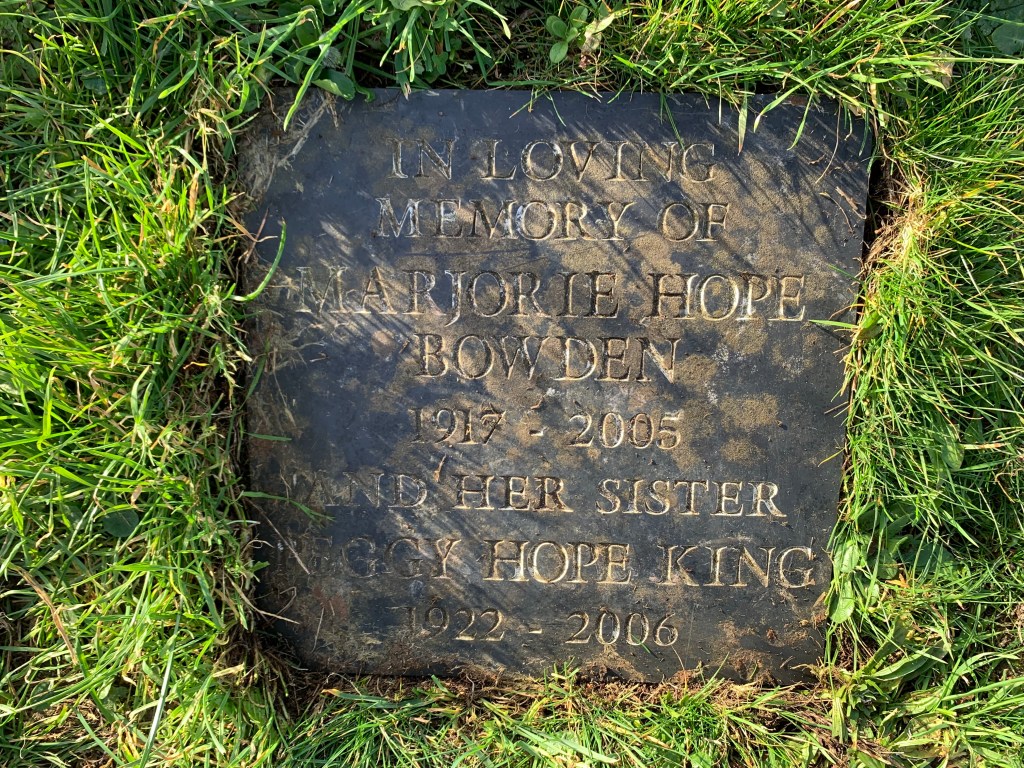 IN LOVING
MEMORY OF
MARJORIE HOPE
BOWDEN
1917 - 2005
AND HER SISTER
PEGGY HOPE KING
1922 - 2006